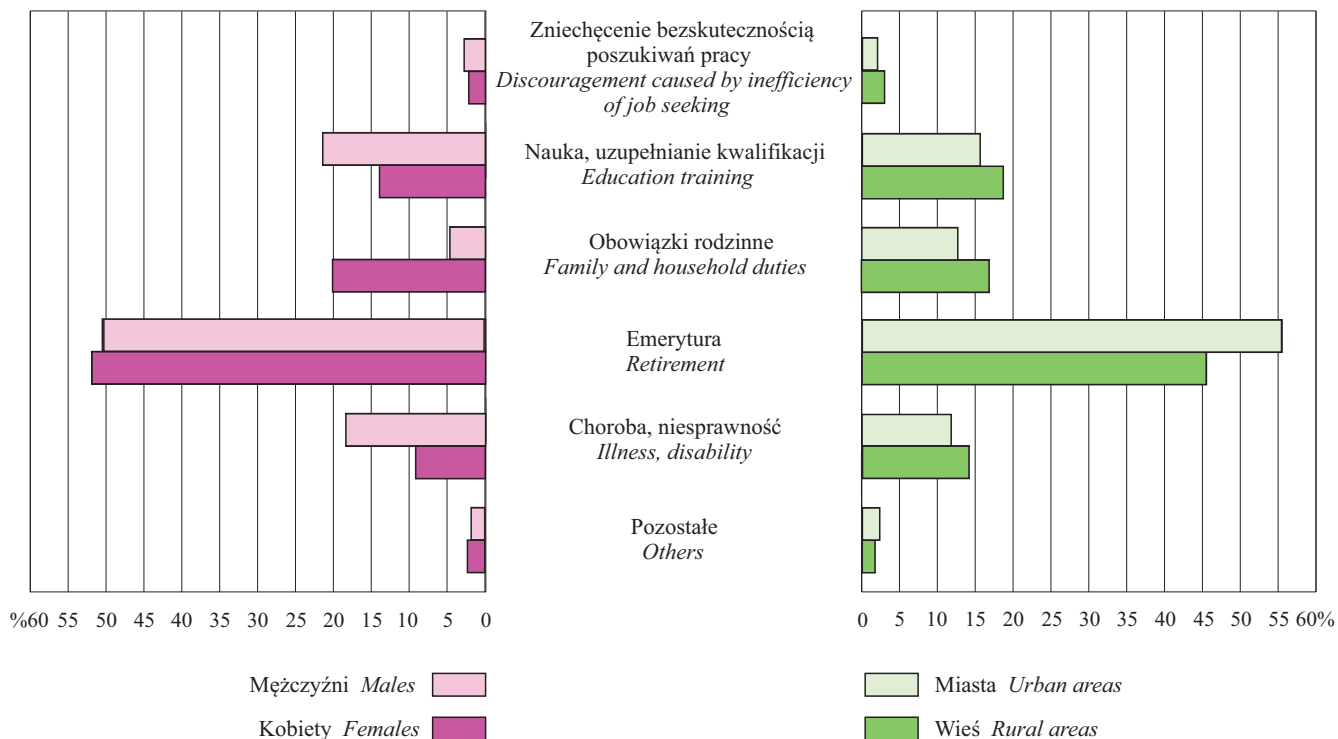 Zniechęcenie bezskutecznością
poszukiwań pracy
Discouragement caused by inefficiency
of job seeking
Nauka, uzupełnianie kwalifikacji
Education training
Obowiązki rodzinne
Family and household duties
Emerytura
Retirement
Choroba, niesprawność
Illness, disability
Pozostałe
Others
%60 55 45 50 40 35 30 25 20 15 10 5 0
0 5 10 15 20 25 30 35 40 45 50 55 60%
Mężczyźni Males
Kobiety Females
Miasta Urban areas
Wieś Rural areas